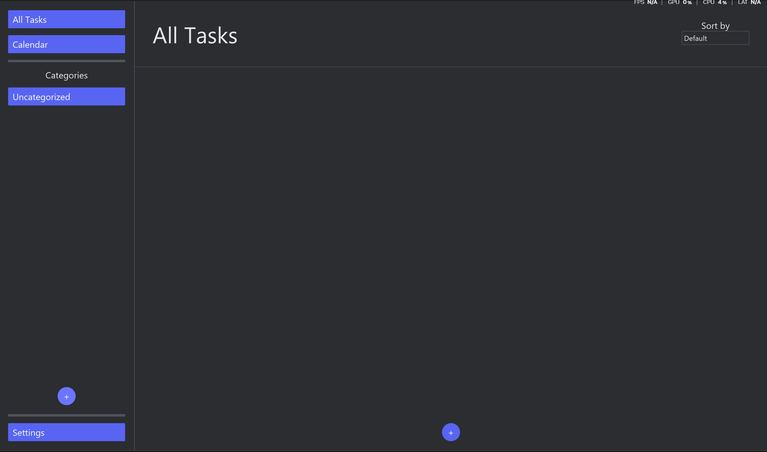 FPS N/A | GPU 0% | CPU 4% | LAT N/A
All Tasks
Calendar
Categories
Uncategorized
+
Settings
All Tasks
Sort by
Default
+